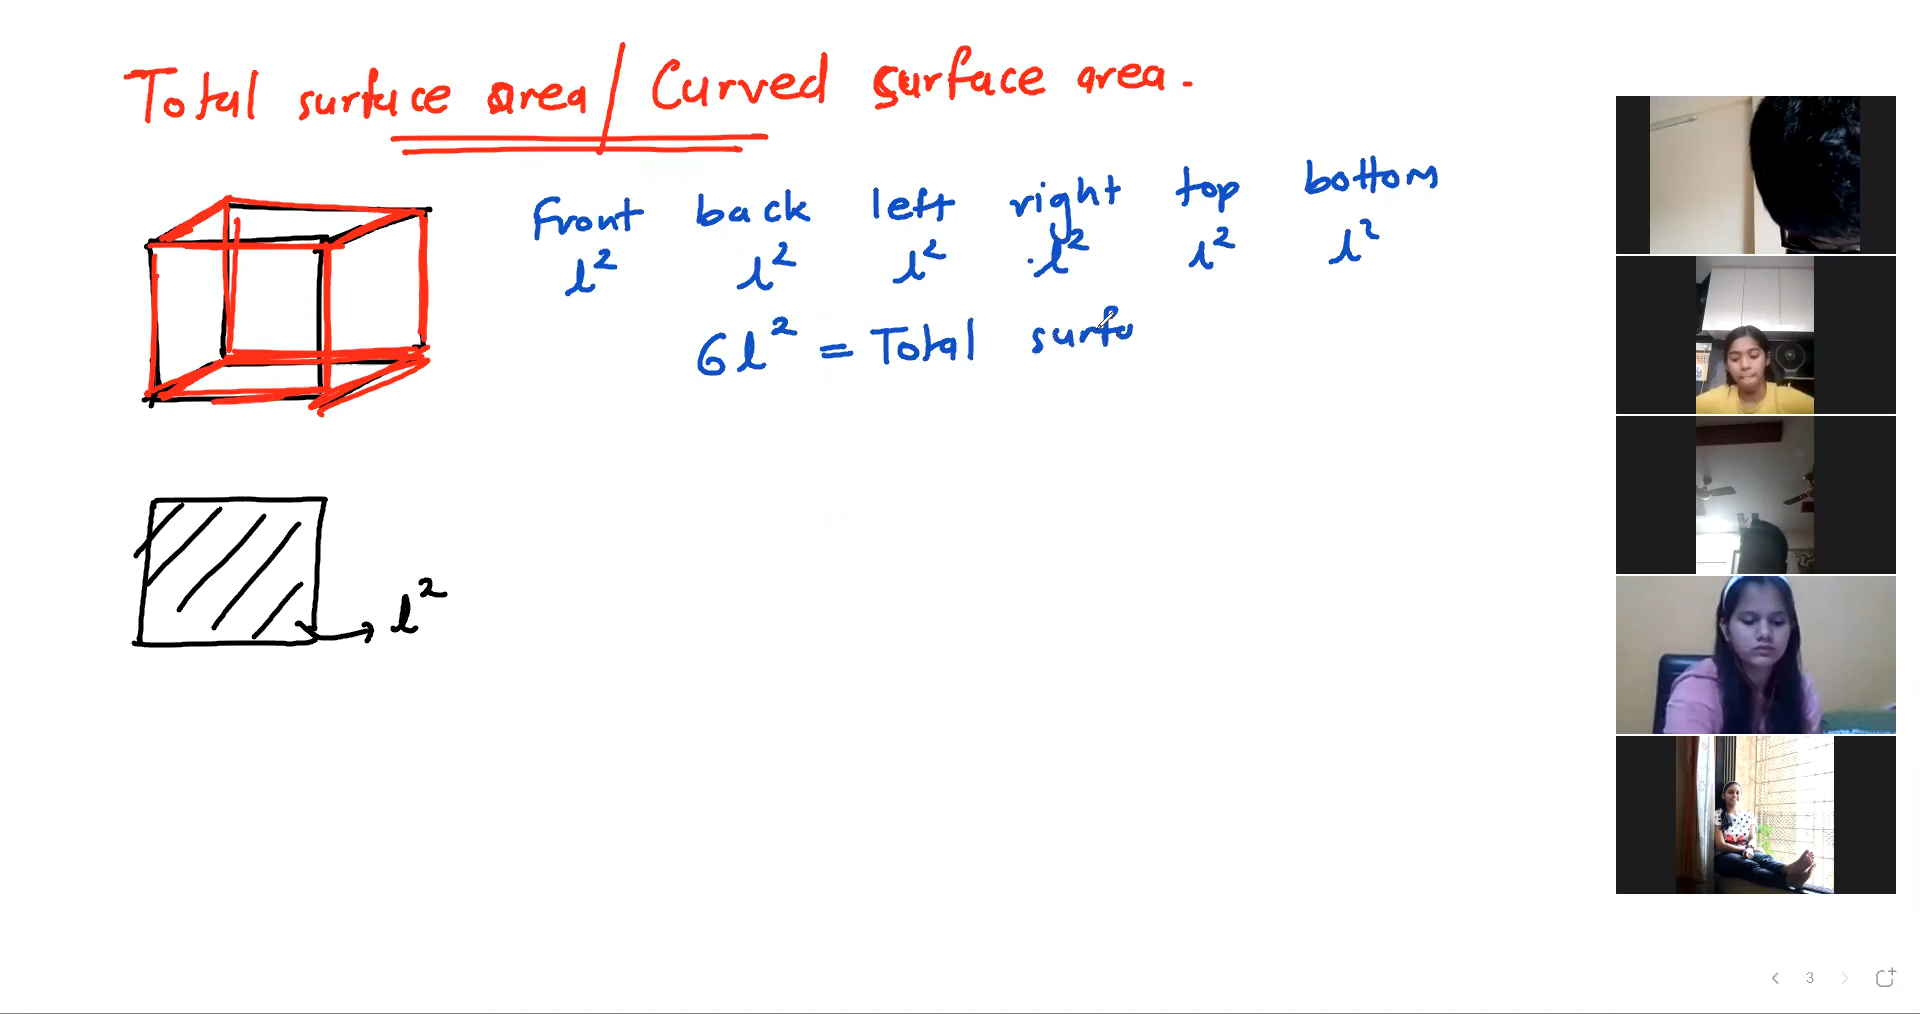 Total surface area / Curved surface area.
Front back left right top bottom
l² l² l² .l² l² l²
6l² = Total surfa
l²
3